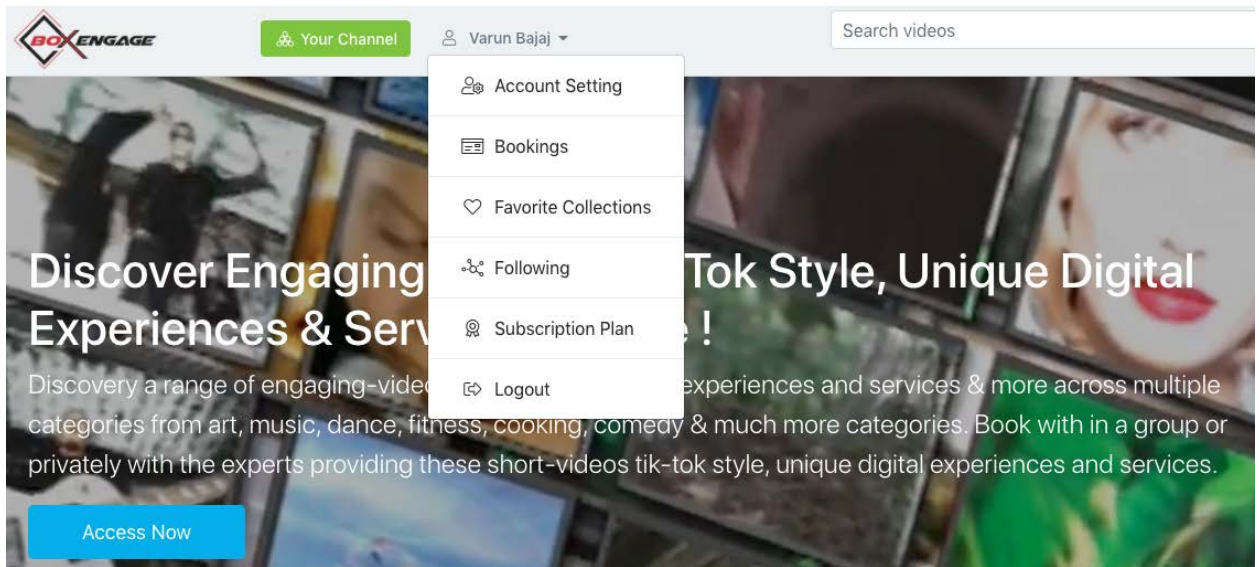 BOXENGAGE
Your Channel
Varun Bajaj
Search videos
Account Setting
Bookings
Favorite Collections
Following
Subscription Plan
Logout
Discover Engaging Tok Style, Unique Digital
Experiences & Serv !
Discovery a range of engaging-vide experiences and services & more across multiple
categories from art, music, dance, fitness, cooking, comedy & much more categories. Book with in a group or
privately with the experts providing these short-videos tik-tok style, unique digital experiences and services.
Access Now